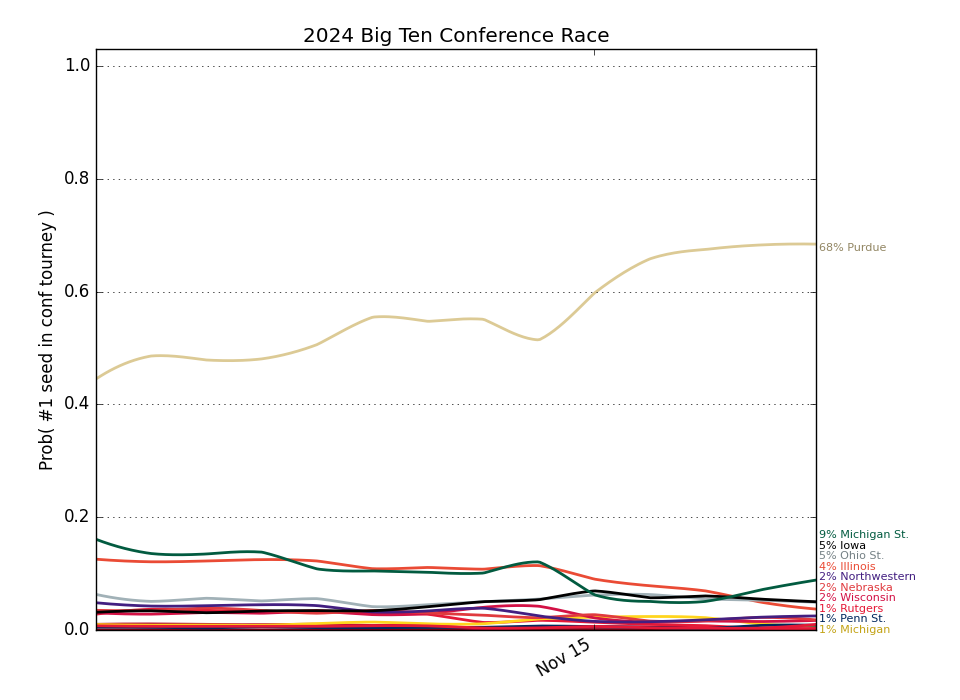 2024 Big Ten Conference Race
Prob( #1 seed in conf tourney )
1.0
0.8
0.6
0.4
0.2
0.0
Nov 15
68% Purdue
9% Michigan St.
5% Iowa
5% Ohio St.
4% Illinois
2% Northwestern
2% Nebraska
2% Wisconsin
1% Rutgers
1% Penn St.
1% Michigan